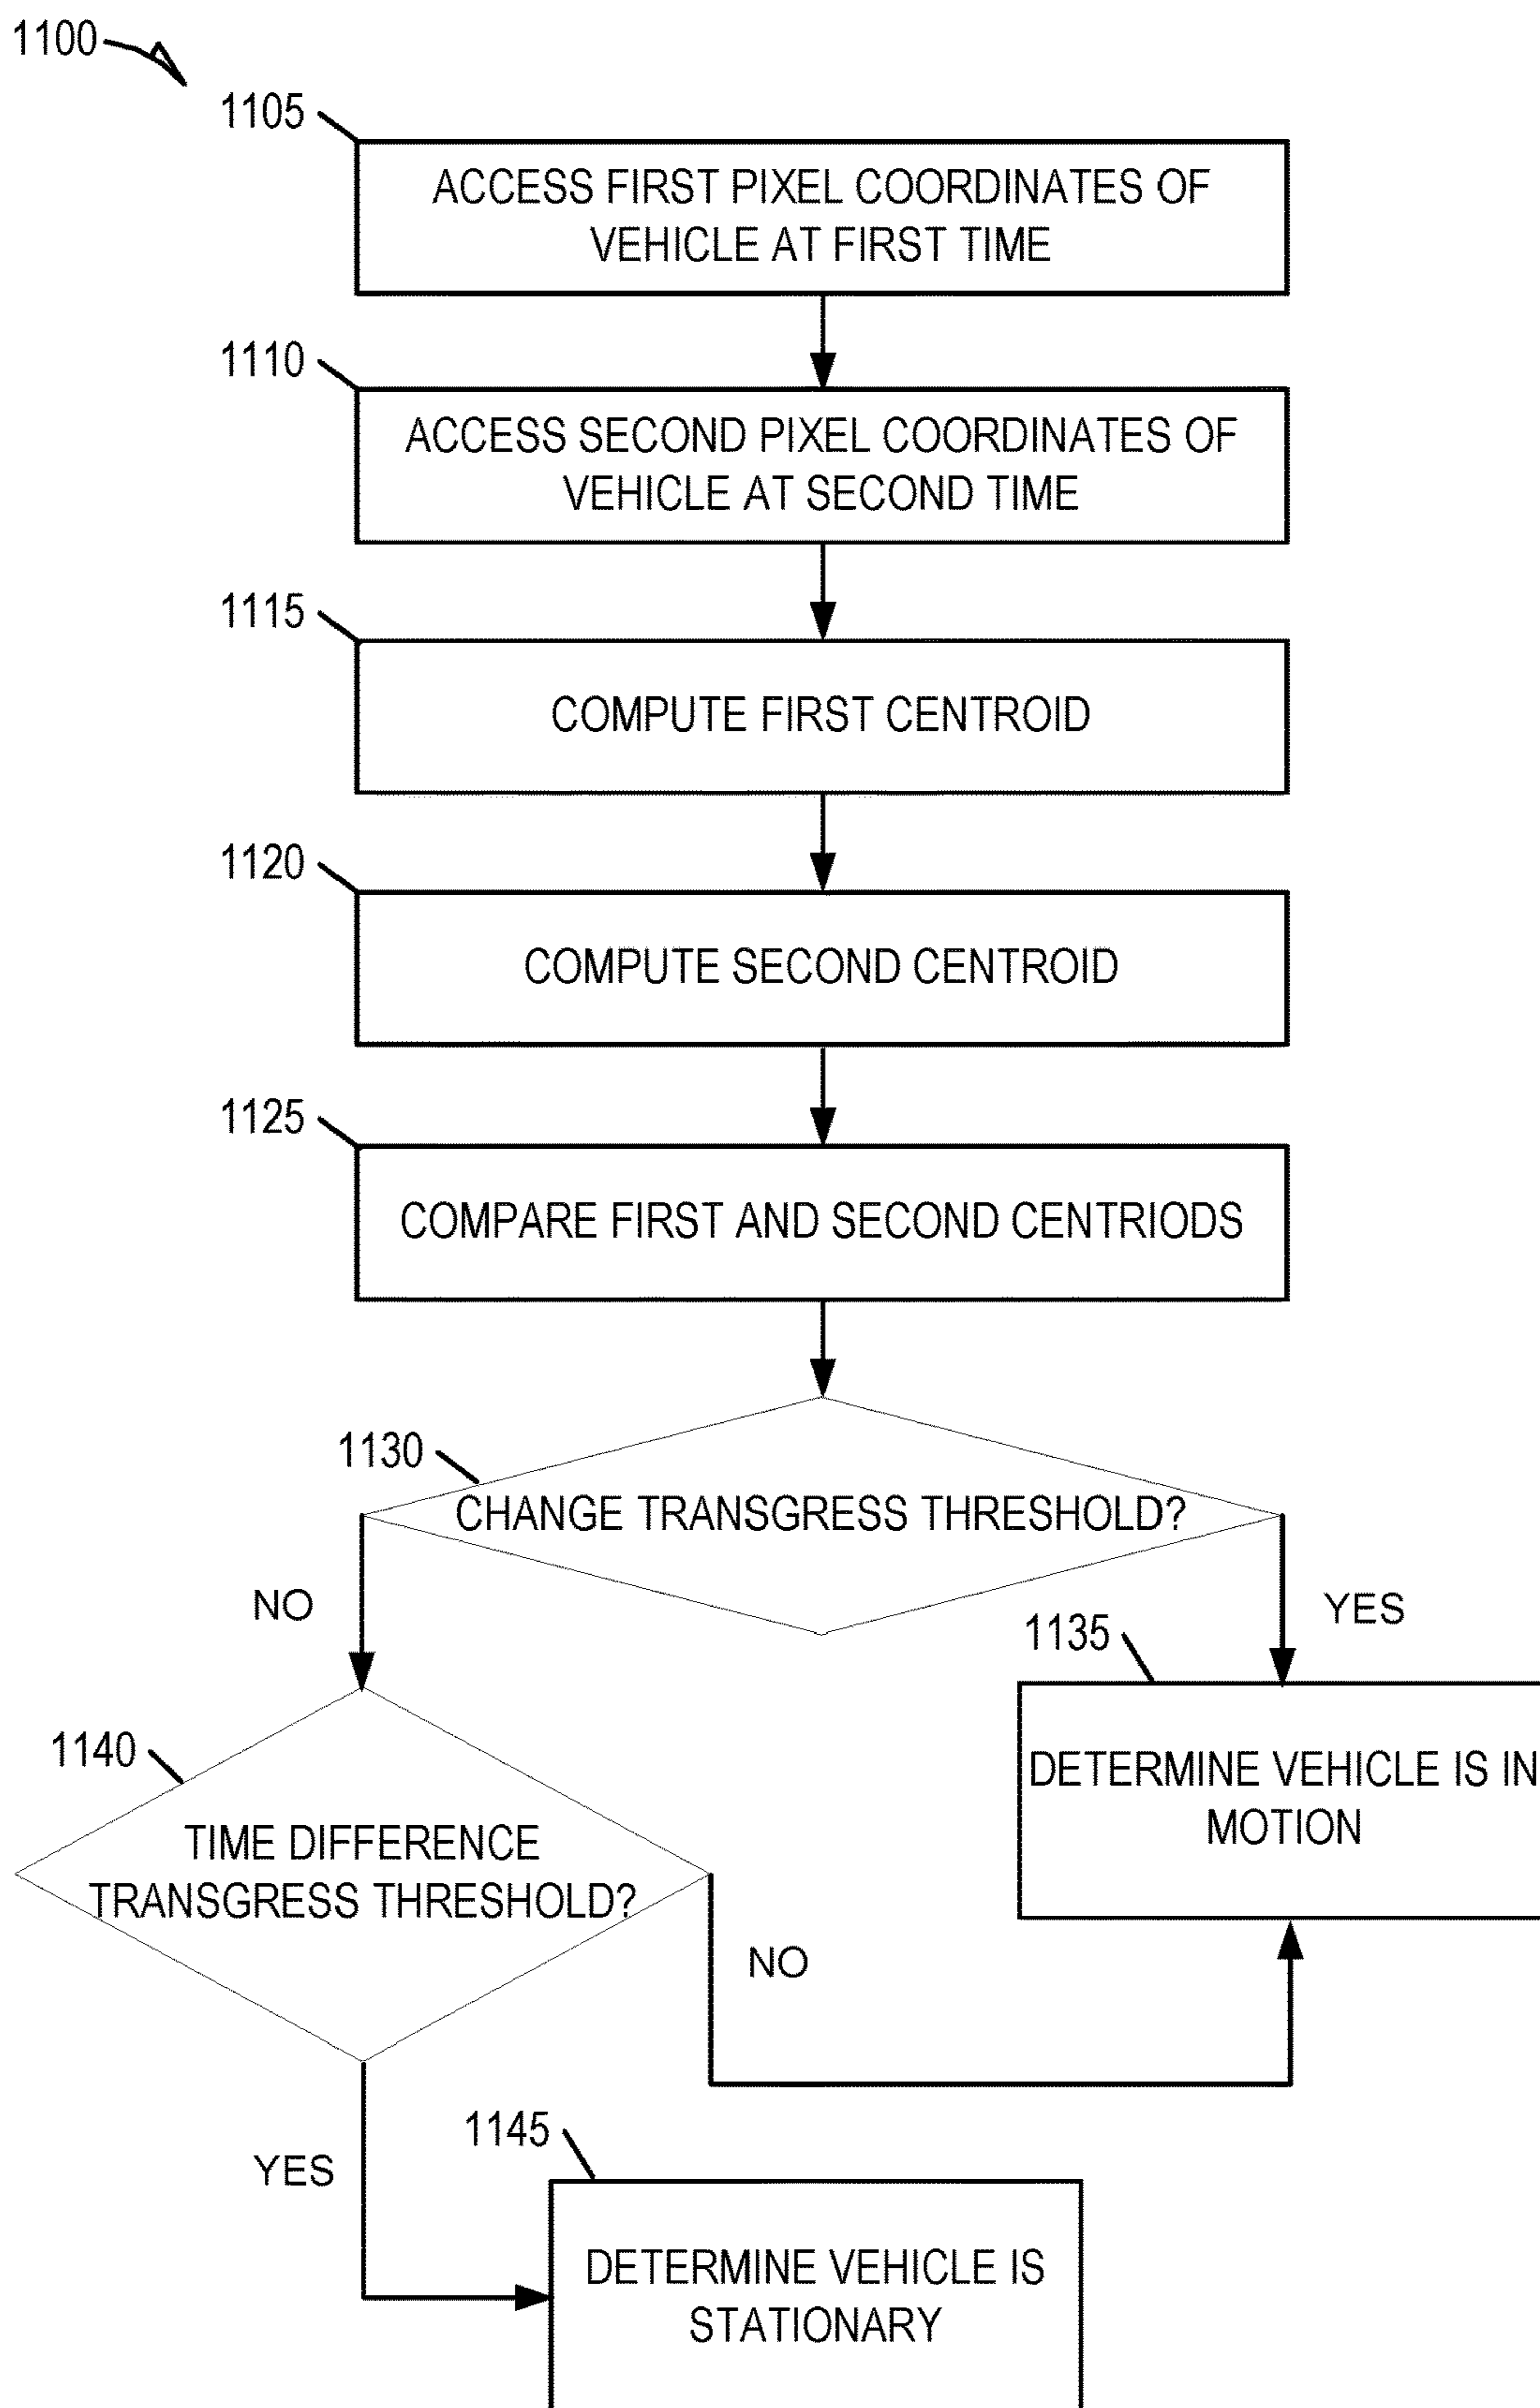 1100
1105
ACCESS FIRST PIXEL COORDINATES OF
VEHICLE AT FIRST TIME
1110
ACCESS SECOND PIXEL COORDINATES OF
VEHICLE AT SECOND TIME
1115
COMPUTE FIRST CENTROID
1120
COMPUTE SECOND CENTROID
1125
COMPARE FIRST AND SECOND CENTRIODS
1130
CHANGE TRANSGRESS THRESHOLD?
NO
YES
1135
DETERMINE VEHICLE IS IN
MOTION
1140
TIME DIFFERENCE
TRANSGRESS THRESHOLD?
NO
YES
1145
DETERMINE VEHICLE IS
STATIONARY